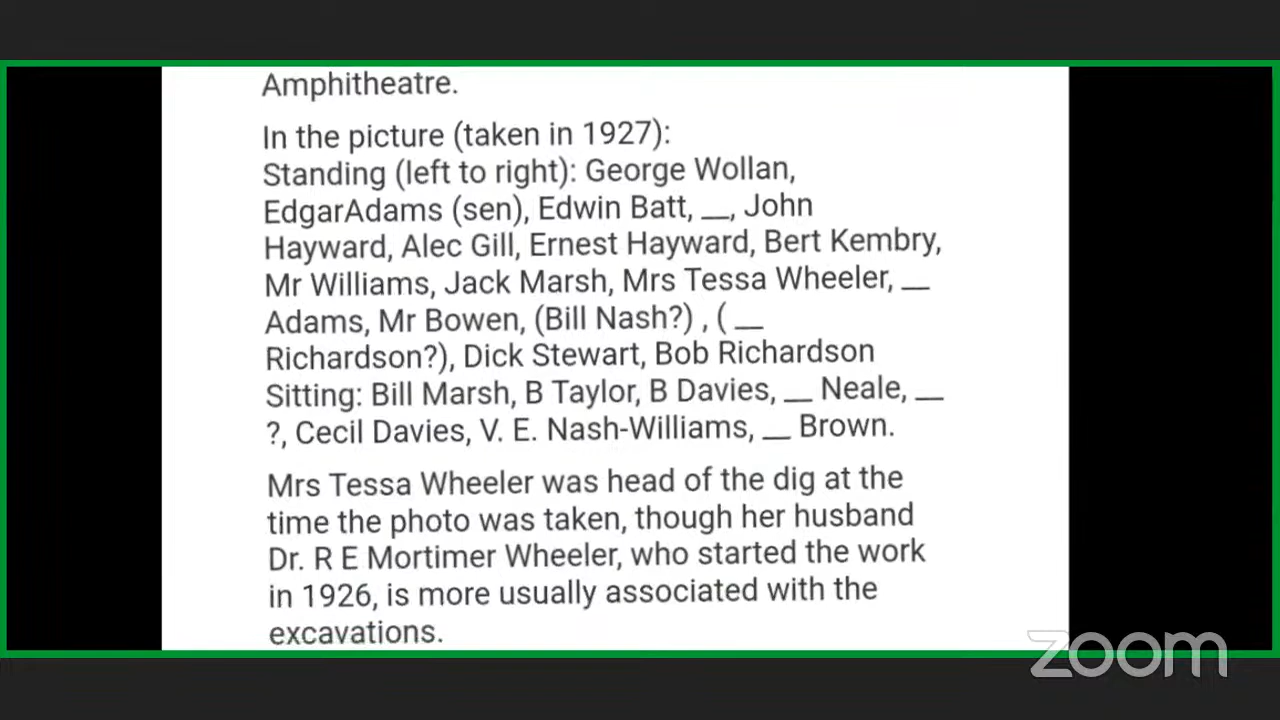 Amphitheatre.
In the picture (taken in 1927):
Standing (left to right): George Wollan,
EdgarAdams (sen), Edwin Batt, __, John
Hayward, Alec Gill, Ernest Hayward, Bert Kembry,
Mr Williams, Jack Marsh, Mrs Tessa Wheeler, __
Adams, Mr Bowen, (Bill Nash?) , ( __
Richardson?), Dick Stewart, Bob Richardson
Sitting: Bill Marsh, B Taylor, B Davies, __ Neale, __
?, Cecil Davies, V. E. Nash-Williams, __ Brown.
Mrs Tessa Wheeler was head of the dig at the
time the photo was taken, though her husband
Dr. R E Mortimer Wheeler, who started the work
in 1926, is more usually associated with the
excavations.
zoom